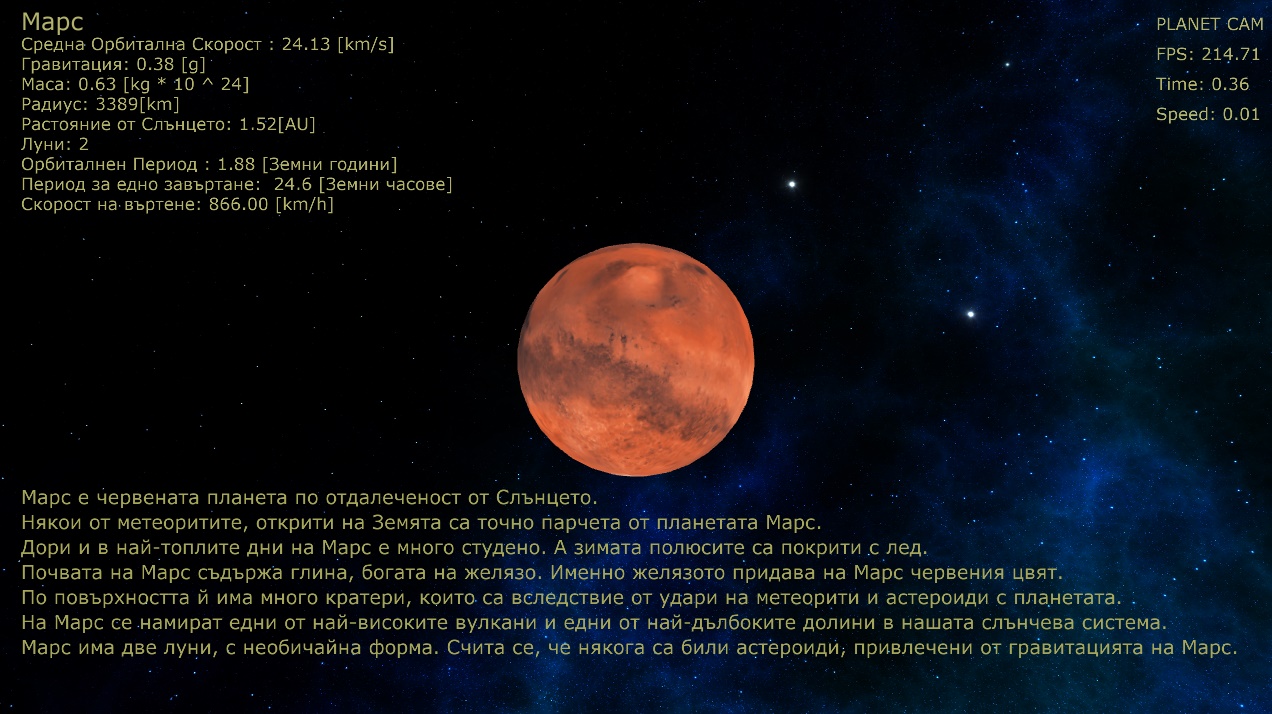 Марс
Средна Орбитална Скорост : 24.13 [km/s]
Гравитация: 0.38 [g]
Маса: 0.63 [kg * 10 ^ 24]
Радиус: 3389[km]
Растояние от Слънцето: 1.52[AU]
Луни: 2
Орбиталнен Период : 1.88 [Земни години]
Период за едно завъртане:  24.6 [Земни часове]
Скорост на въртене: 866.00 [km/h]
PLANET CAM
FPS: 214.71
Time: 0.36
Speed: 0.01
Марс е червената планета по отдалеченост от Слънцето.
Някои от метеоритите, открити на Земята са точно парчета от планетата Марс.
Дори и в най-топлите дни на Марс е много студено. А зимата полюсите са покрити с лед.
Почвата на Марс съдържа глина, богата на желязо. Именно желязото придава на Марс червения цвят.
По повърхността й има много кратери, които са вследствие от удари на метеорити и астероиди с планетата.
На Марс се намират едни от най-високите вулкани и едни от най-дълбоките долини в нашата слънчева система.
Марс има две луни, с необичайна форма. Счита се, че някога са били астероиди, привлечени от гравитацията на Марс.